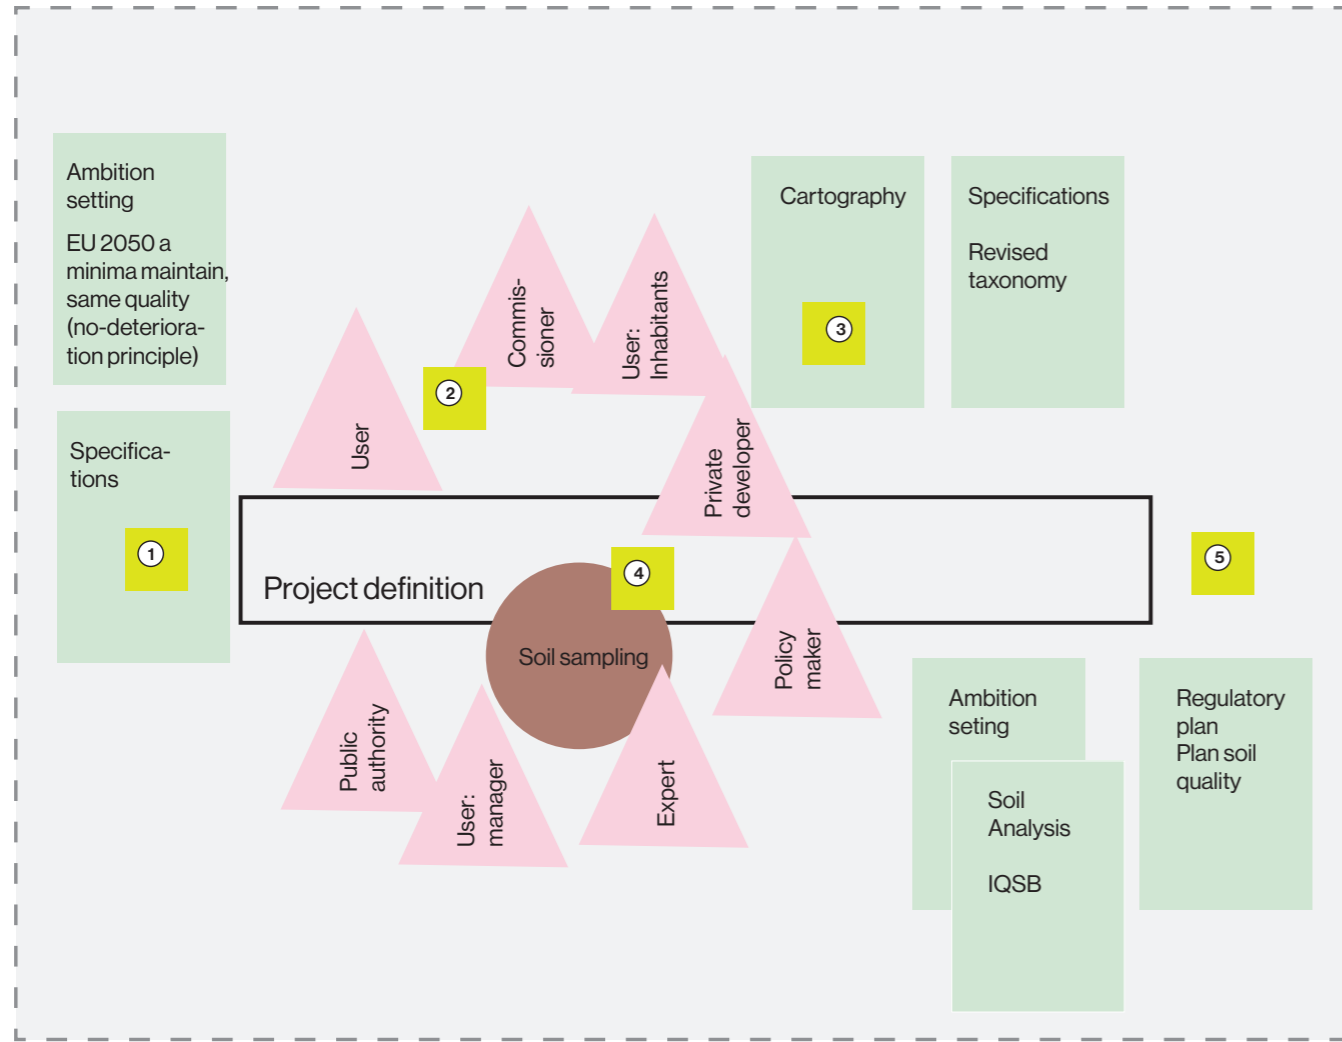 Ambition
setting
EU 2050 a
minima maintain,
same quality
(no-deteriora-
tion principle)
Specifica-
tions
1
User
2
Commis-
sioner
User:
Inhabitants
Private
developer
Cartography
3
Specifications
Revised
taxonomy
Project definition
4
5
Soil sampling
Public
authority
User:
manager
Expert
Policy
maker
Ambition
seting
Soil
Analysis
IQSB
Regulatory
plan
Plan soil
quality